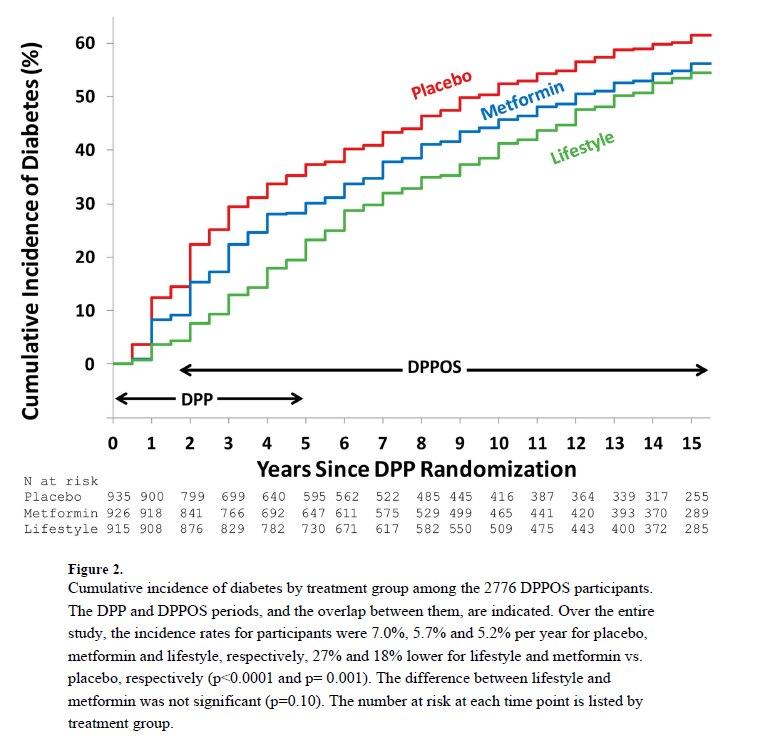 Cumulative Incidence of Diabetes (%)
60
50
40
30
20
10
0
Placebo
Metformin
Lifestyle
DPPOS
DPP
0 1 2 3 4 5 6 7 8 9 10 11 12 13 14 15
Years Since DPP Randomization
N at risk
Placebo 935 900 799 699 640 595 562 522 485 445 416 387 364 339 317 255
Metformin 926 918 841 766 692 647 611 575 529 499 465 441 420 393 370 289
Lifestyle 915 908 876 829 782 730 671 617 582 550 509 475 443 400 372 285
Figure 2.
Cumulative incidence of diabetes by treatment group among the 2776 DPPOS participants.
The DPP and DPPOS periods, and the overlap between them, are indicated. Over the entire
study, the incidence rates for participants were 7.0%, 5.7% and 5.2% per year for placebo,
metformin and lifestyle, respectively, 27% and 18% lower for lifestyle and metformin vs.
placebo, respectively (p<0.0001 and p= 0.001). The difference between lifestyle and
metformin was not significant (p=0.10). The number at risk at each time point is listed by
treatment group.